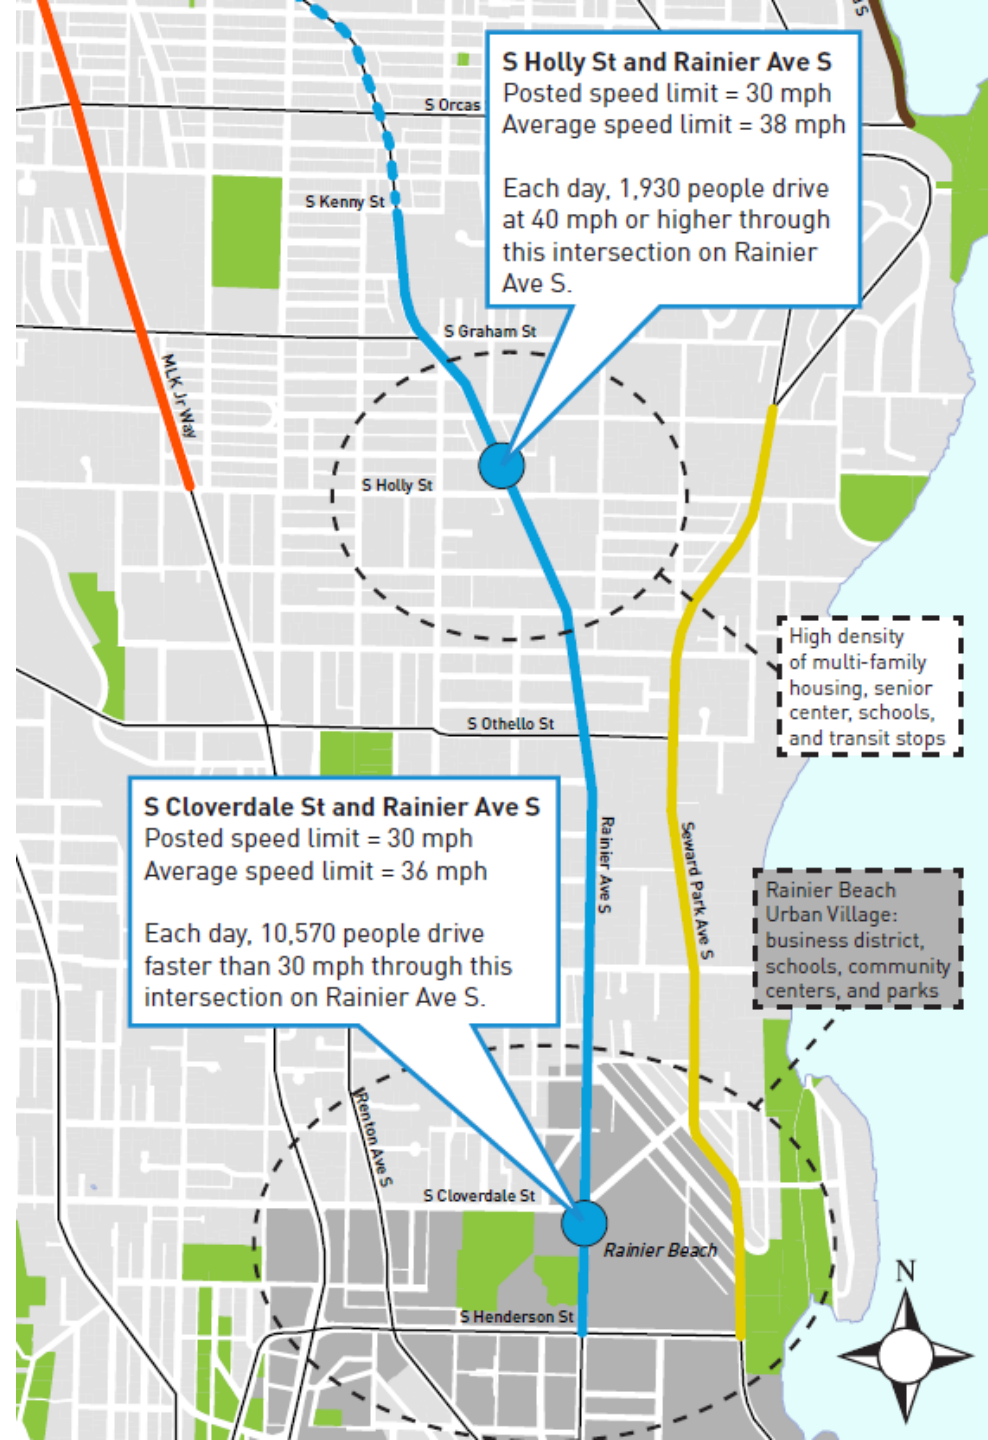 S Holly St and Rainier Ave S
Posted speed limit = 30 mph
Average speed limit = 38 mph
Each day, 1,930 people drive
at 40 mph or higher through
this intersection on Rainier
Ave S.
S Orcas
S Kenny St
S Graham St
MLK Jr Way
S Holly St
High density
of multi-family
housing, senior
center, schools,
and transit stops
S Othello St
S Cloverdale St and Rainier Ave S
Posted speed limit = 30 mph
Average speed limit = 36 mph
Each day, 10,570 people drive
faster than 30 mph through this
intersection on Rainier Ave S.
Rainier Ave S
Seward Park Ave S
Rainier Beach
Urban Village:
business district,
schools, community
centers, and parks
Renton Ave S
S Cloverdale St
Rainier Beach
S Henderson St
N